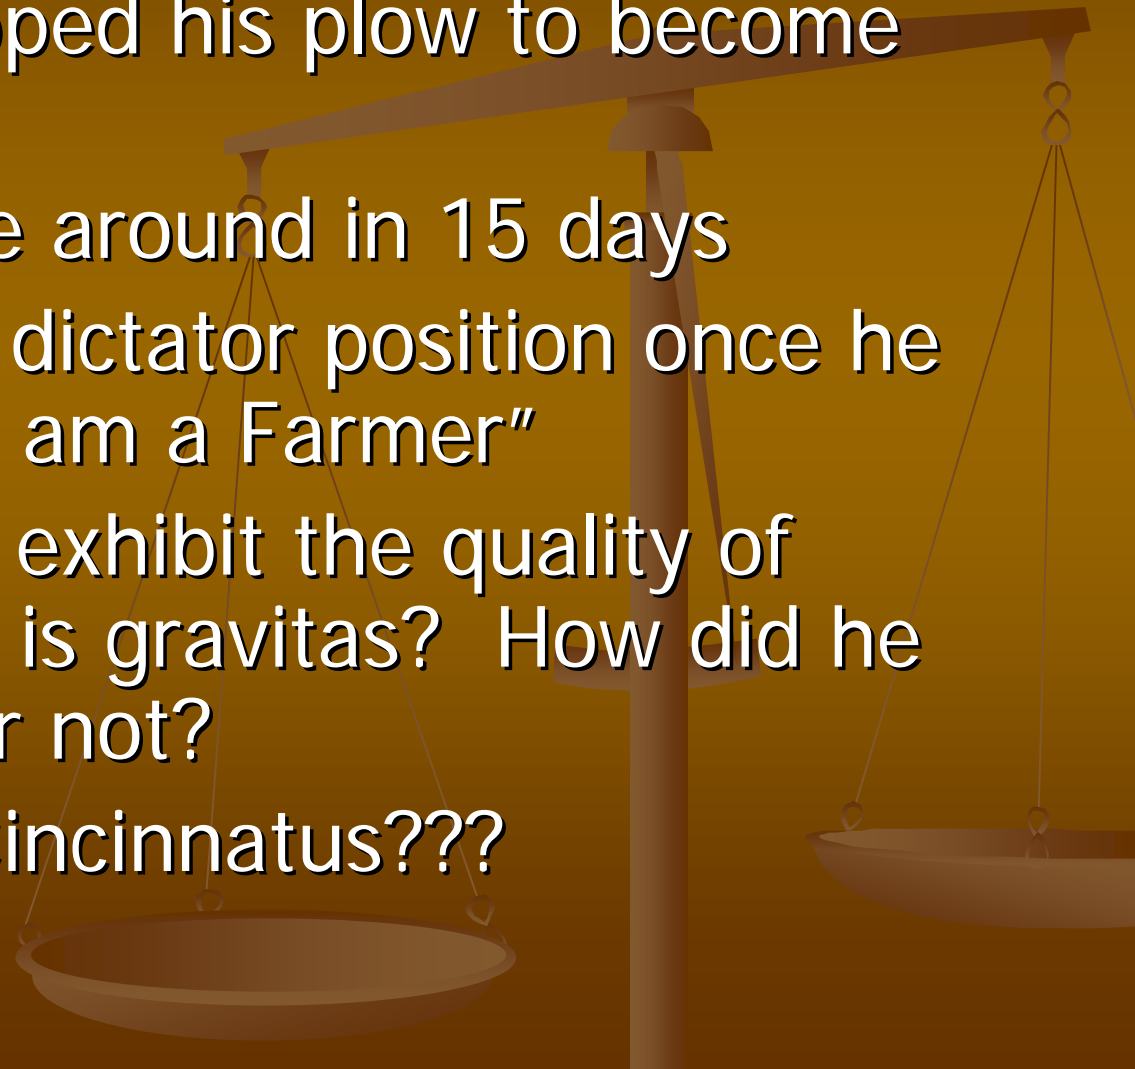 pped his plow to become
e around in 15 days
dictator position once he
am a Farmer”
exhibit the quality of
is gravitas?  How did he
r not?
incinnatus???